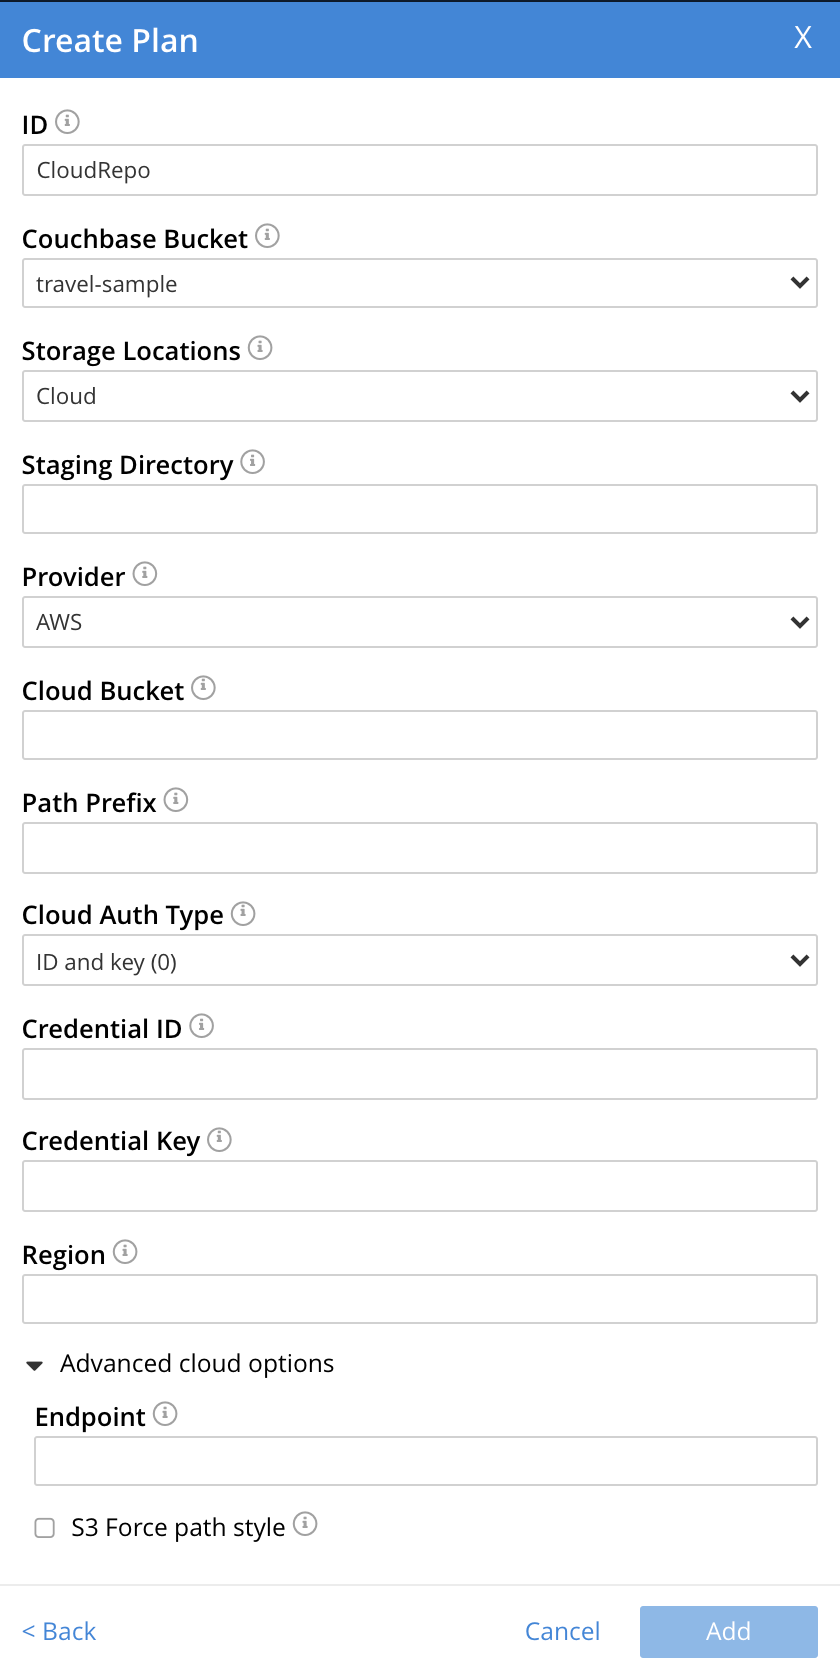 Create Plan X
ID
CloudRepo
Couchbase Bucket
travel-sample
Storage Locations
Cloud
Staging Directory
Provider
AWS
Cloud Bucket
Path Prefix
Cloud Auth Type
ID and key (0)
Credential ID
Credential Key
Region
Advanced cloud options
Endpoint
S3 Force path style
< Back Cancel Add